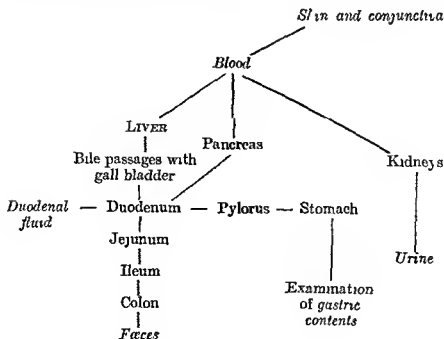 Skin and conjunctiva
Blood
LIVER
Pancreas
Bile passages with
gall bladder
Kidneys
Duodenal
fluid
Duodenum
Pylorus
Stomach
Jejunum
Urine
Ileum
Colon
Examination
of gastric
contents
Fæces